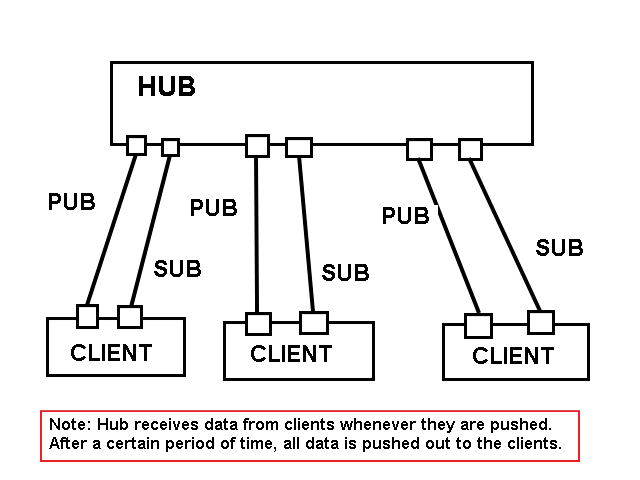 HUB
PUB
PUB
PUB
SUB
SUB
SUB
CLIENT
CLIENT
CLIENT
Note: Hub receives data from clients whenever they are pushed.
After a certain period of time, all data is pushed out to the clients.